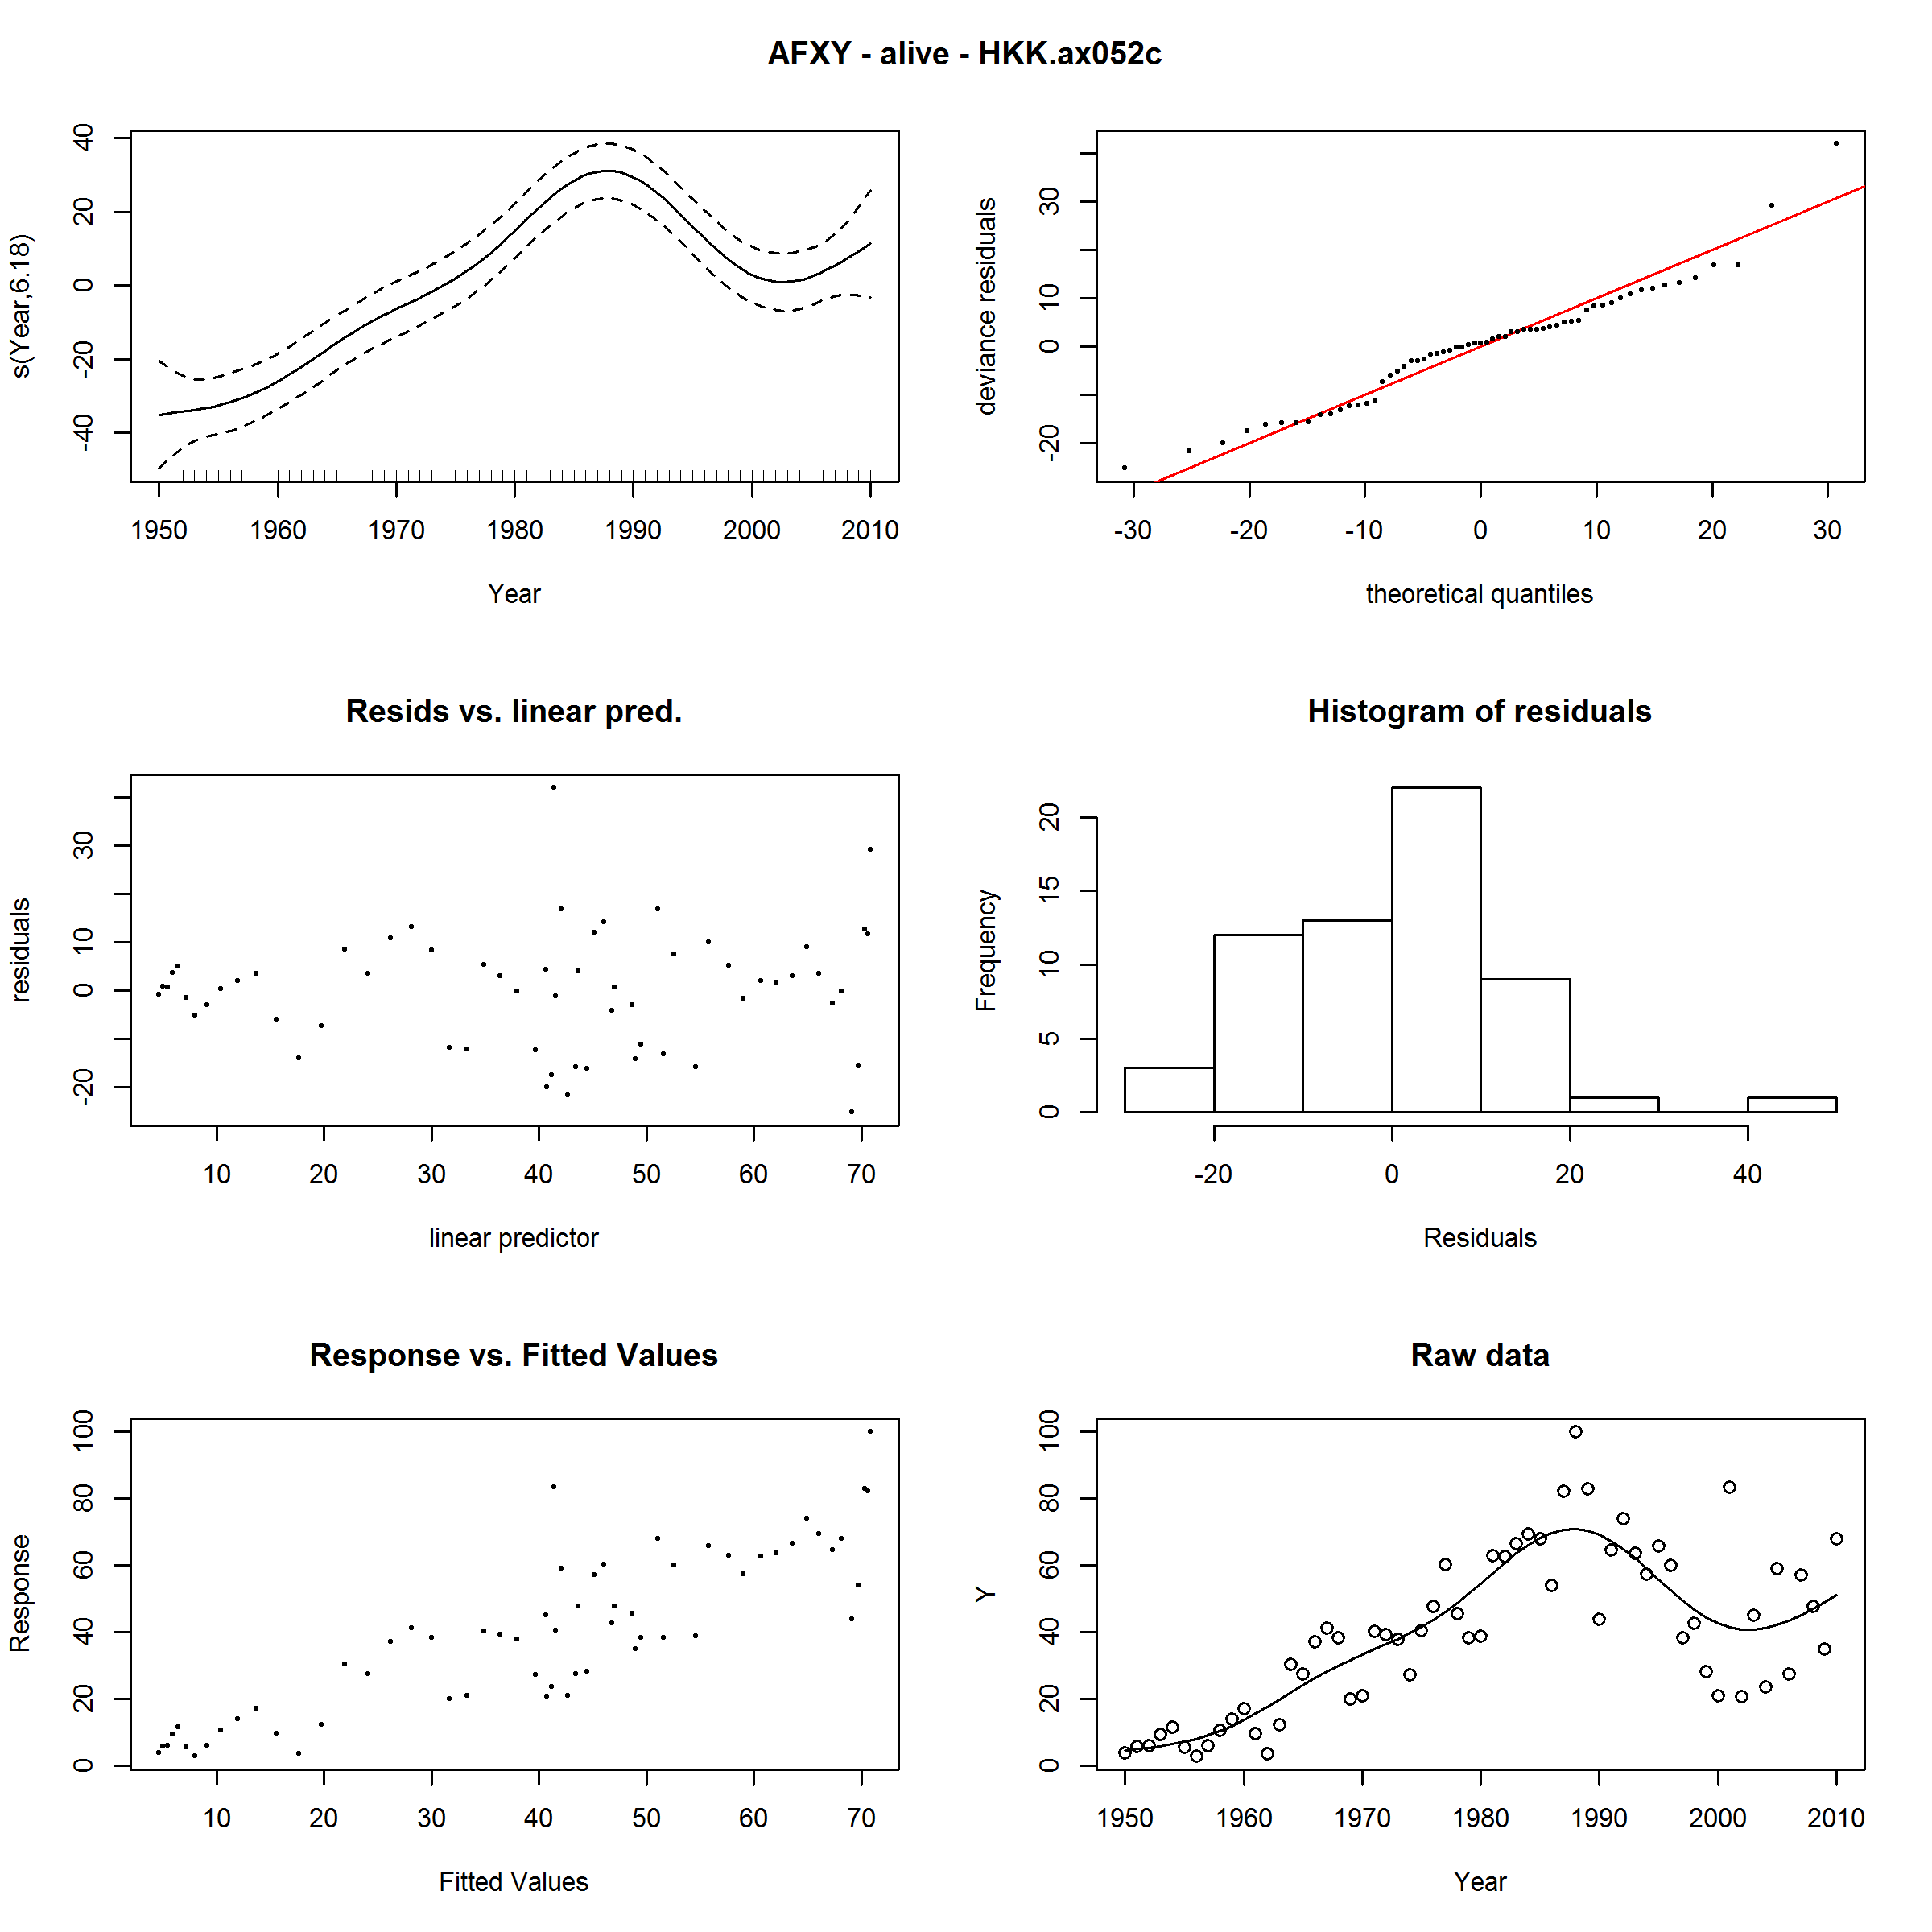 AFXY - alive - HKK.ax052c
s(Year,6.18)
40
20
0
-20
-40
1950 1960 1970 1980 1990 2000 2010
Year
deviance residuals
30
10
0
-20
-30 -20 -10 0 10 20 30
theoretical quantiles
Resids vs. linear pred.
residuals
30
10
0
-20
10 20 30 40 50 60 70
linear predictor
Histogram of residuals
Frequency
20
15
10
5
0
-20 0 20 40
Residuals
Response vs. Fitted Values
Response
100
80
60
40
20
0
10 20 30 40 50 60 70
Fitted Values
Raw data
Y
100
80
60
40
20
0
1950 1960 1970 1980 1990 2000 2010
Year